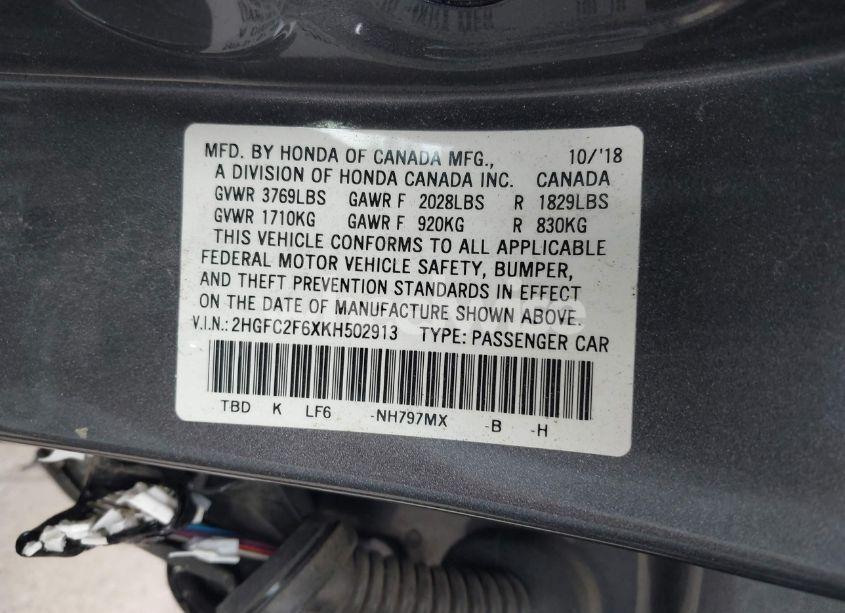 MFD. BY HONDA OF CANADA MFG., 10/'18
A DIVISION OF HONDA CANADA INC. CANADA
GVWR 3769LBS GAWR F 2028LBS R 1829LBS
GVWR 1710KG GAWR F 920KG R 830KG
THIS VEHICLE CONFORMS TO ALL APPLICABLE
FEDERAL MOTOR VEHICLE SAFETY, BUMPER,
AND THEFT PREVENTION STANDARDS IN EFFECT
ON THE DATE OF MANUFACTURE SHOWN ABOVE.
V.I.N.: 2HGFC2F6XKH502913 TYPE: PASSENGER CAR
TBD K LF6 -NH797MX -B -H